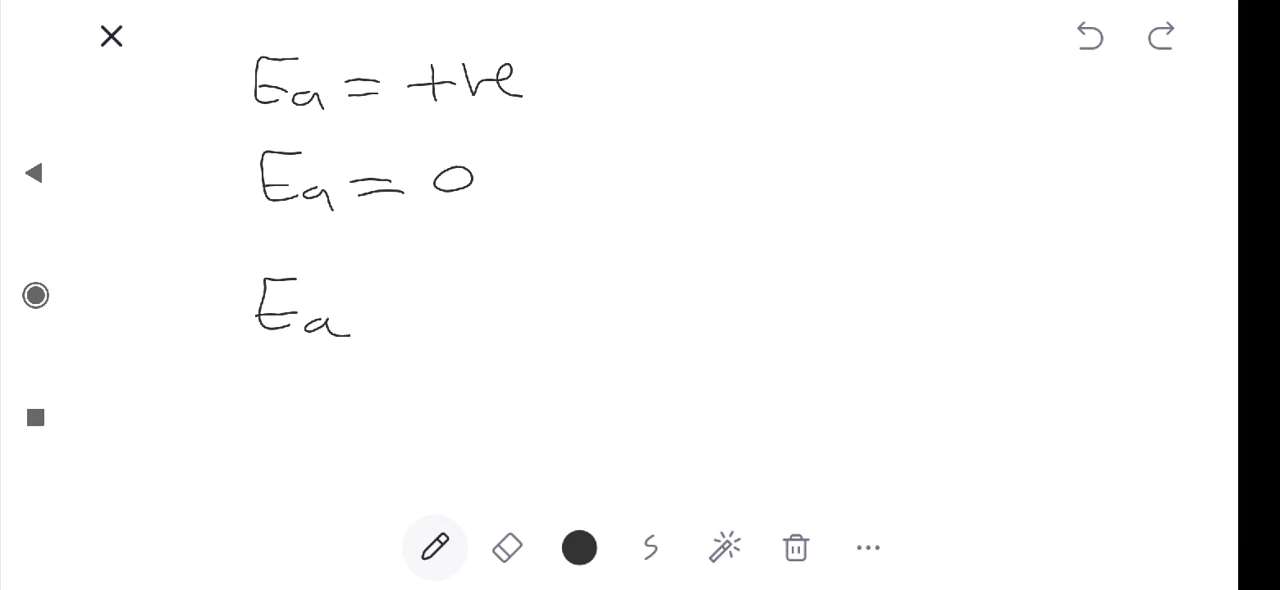 Ea = +ve
Ea = 0
Ea